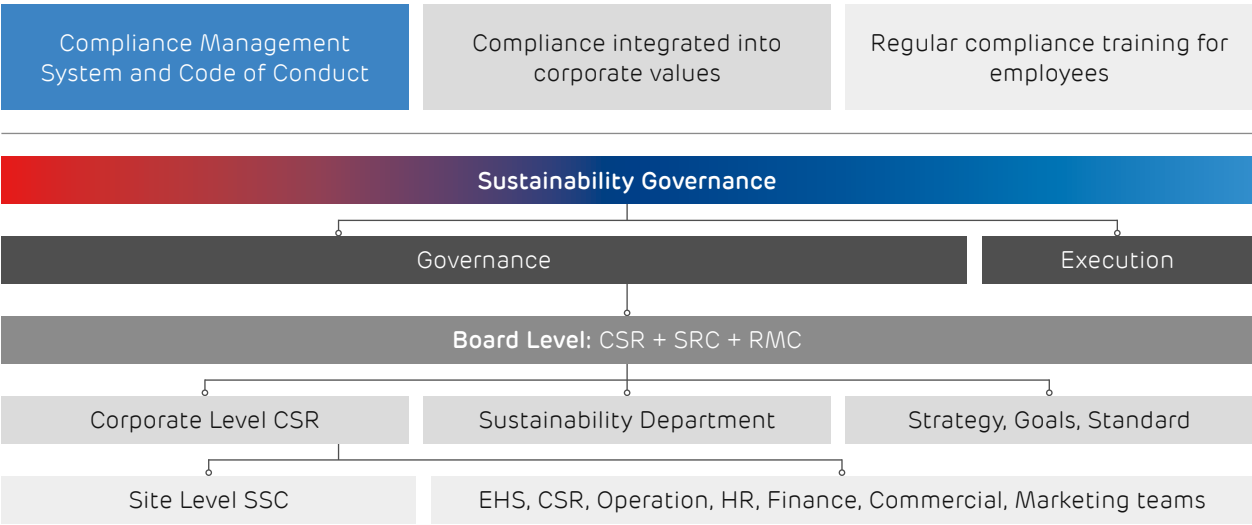 Compliance Management
System and Code of Conduct
Compliance integrated into
corporate values
Regular compliance training for
employees
Sustainability Governance
Governance
Execution
Board Level: CSR + SRC + RMC
Corporate Level CSR
Sustainability Department
Strategy, Goals, Standard
Site Level SSC
EHS, CSR, Operation, HR, Finance, Commercial, Marketing teams